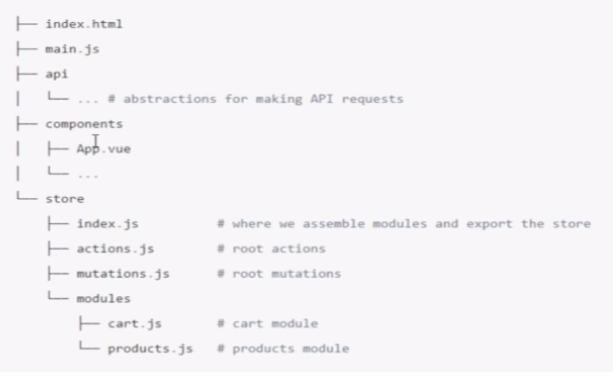 ├── index.html
├── main.js
├── api
│   └── ... # abstractions for making API requests
├── components
│   ├── App.vue
│   └── ...
└── store
    ├── index.js          # where we assemble modules and export the store
    ├── actions.js        # root actions
    ├── mutations.js      # root mutations
    └── modules
        ├── cart.js       # cart module
        └── products.js   # products module